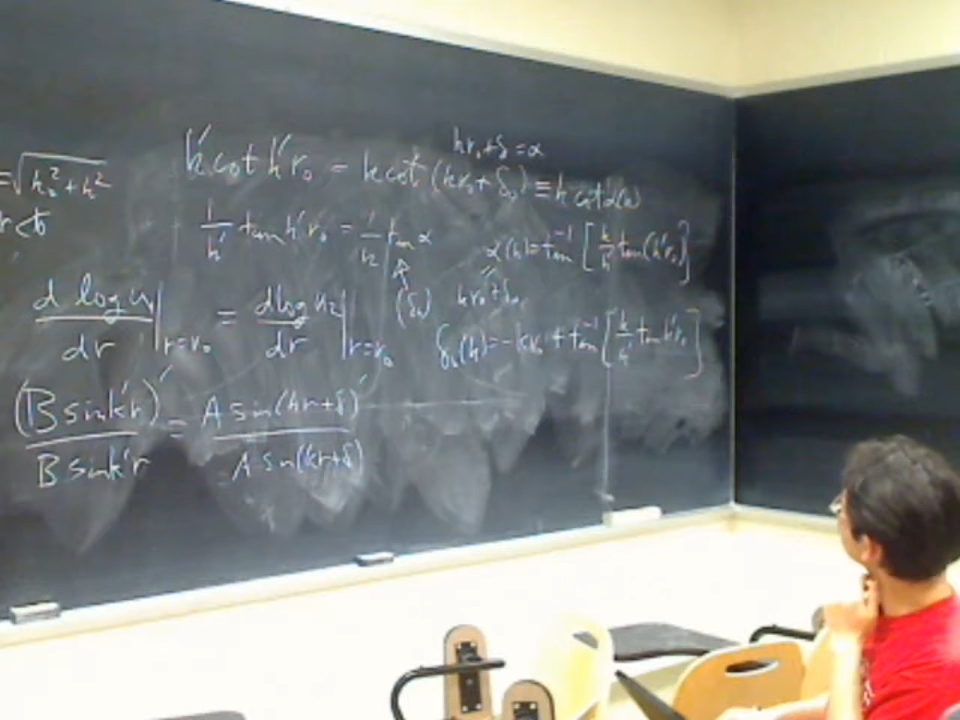 = √(k₀² + k²)
r < b
kr₀ + δ = α
k' cot k'r₀ = k cot (kr₀ + δ₀) ≡ k cot α(k)
1/k' tan k'r₀ = 1/k tan α
α(k) = tan⁻¹ [k/k' tan(k'r₀)]
(δ₀)
kr₀ + δ₀
d log u₁/dr |r=r₀ = d log u₂/dr |r=r₀
δ₀(k) = -kr₀ + tan⁻¹ [k/k' tan k'r₀]
(B sin k'r)'/B sin k'r = A sin(kr+δ)'/A sin(kr+δ)